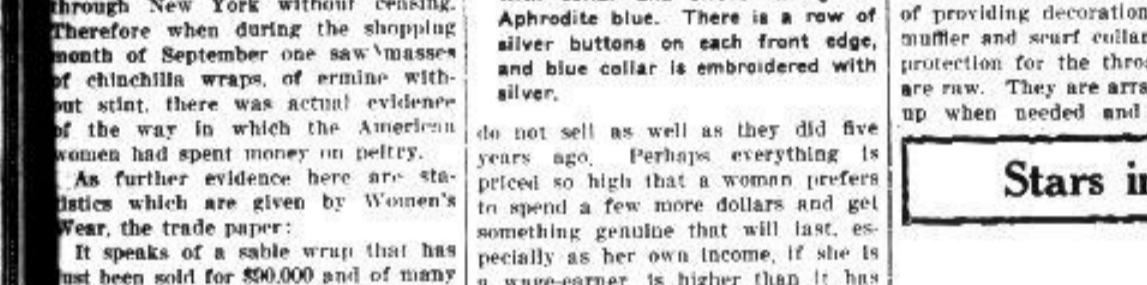 through New York without ceasing.
Therefore when during the shopping
month of September one saw masses
of chinchilla wraps, of ermine with-
out stint, there was actual evidence
of the way in which the American
women had spent money on peltry.
As further evidence here are sta-
tistics which are given by Women's
Wear, the trade paper:
It speaks of a sable wrap that has
just been sold for $90,000 and of many
Aphrodite blue. There is a row of
silver buttons on each front edge,
and blue collar is embroidered with
silver.
do not sell as well as they did five
years ago. Perhaps everything is
priced so high that a woman prefers
to spend a few more dollars and get
something genuine that will last, es-
pecially as her own income, if she is
a wage-earner is higher than it has
of providing decoration
muffler and scarf collar
protection for the
are raw. They are
up when needed and
Stars